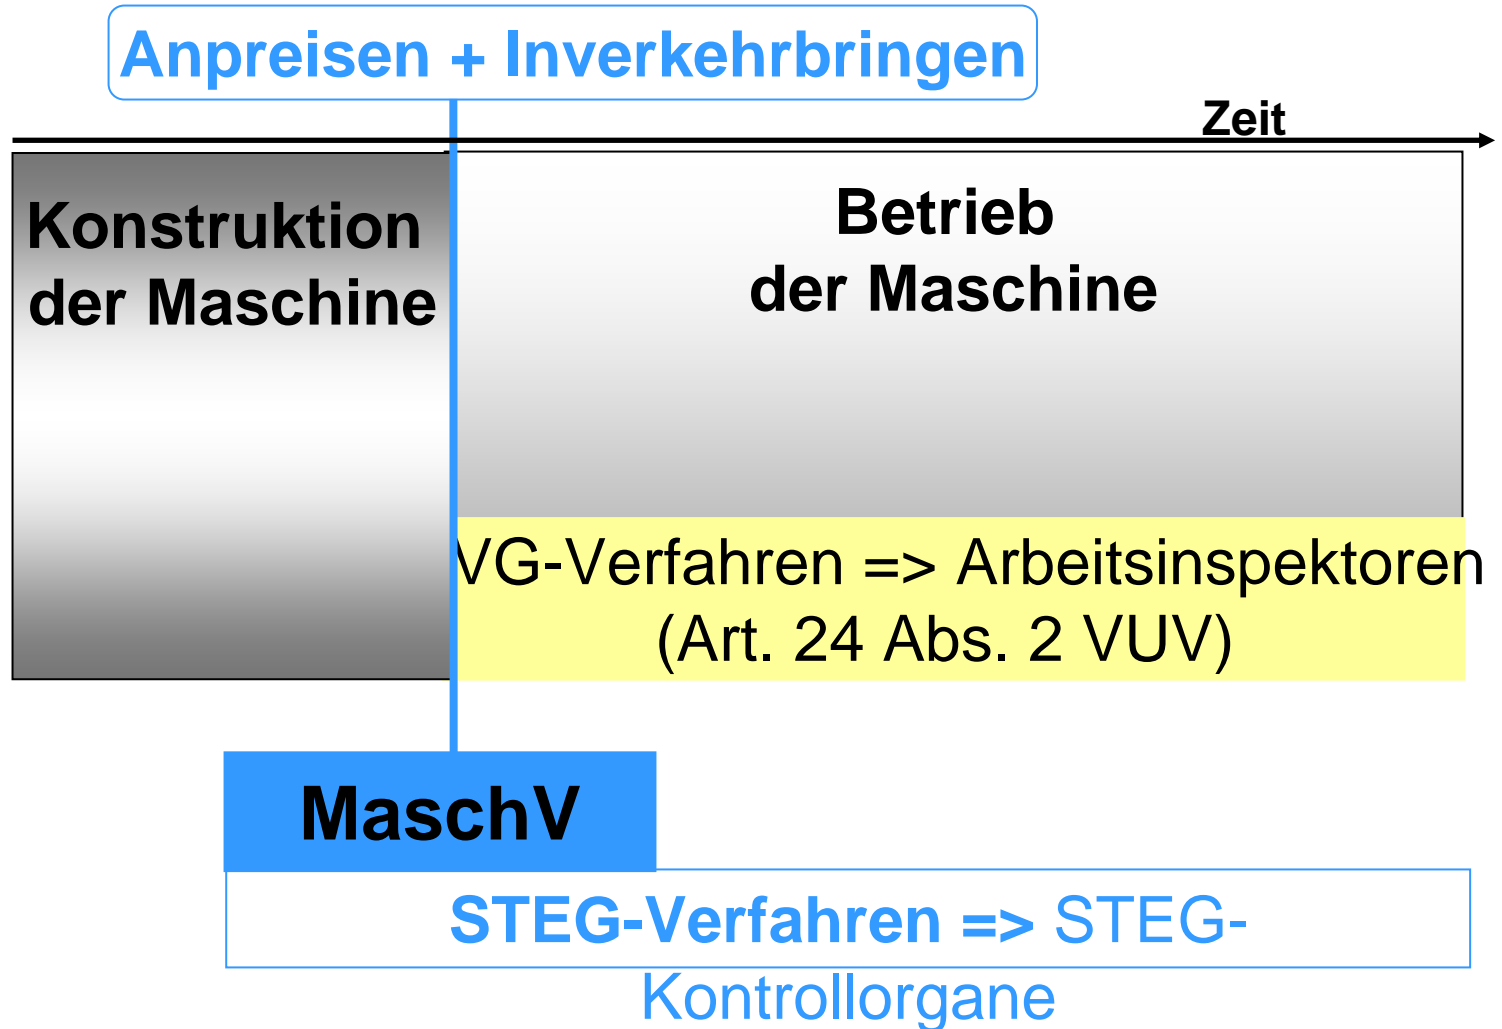 Anpreisen + Inverkehrbringen
Zeit
Konstruktion
der Maschine
Betrieb
der Maschine
VG-Verfahren => Arbeitsinspektoren
(Art. 24 Abs. 2 VUV)
MaschV
STEG-Verfahren => STEG-
Kontrollorgane